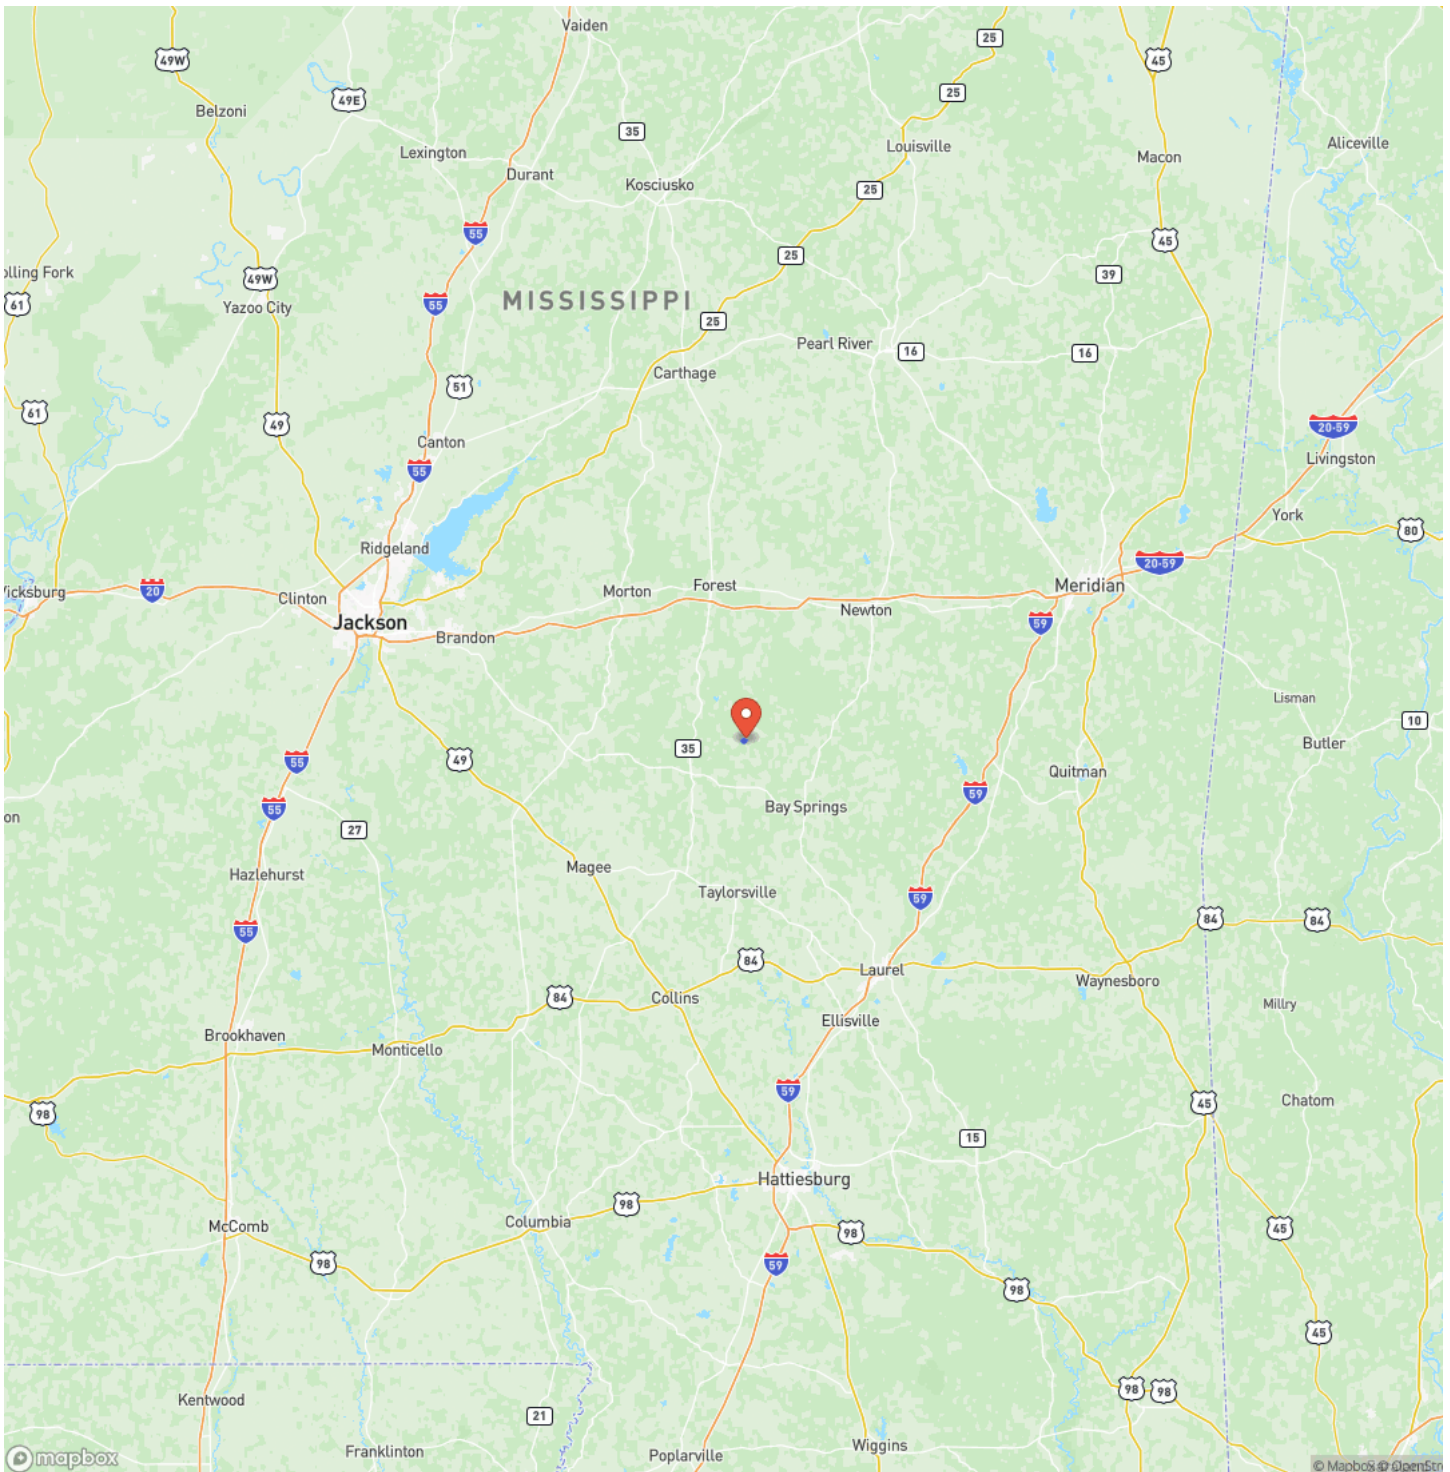 Vaiden
25
49W
45
49E
Belzoni
25
35
Louisville
Aliceville
Lexington
Macon
Durant
Kosciusko
25
55
45
25
olling Fork
39
49W
61
55
MISSISSIPPI
Yazoo City
25
Pearl River
16
16
Carthage
51
61
49
20-59
Canton
Livingston
55
York
80
Ridgeland
20-59
Meridian
Forest
20
Morton
icksburg
Clinton
Newton
Jackson
59
Brandon
Lisman
10
35
Butler
49
55
Quitman
59
55
Bay Springs
on
27
Magee
Hazlehurst
Taylorsville
59
84
84
55
84
Laurel
Waynesboro
84
Collins
Millry
Ellisville
Brookhaven
Monticello
59
Chatom
45
98
15
Hattiesburg
98
Columbia
McComb
98
45
98
59
98
45
98
98
Kentwood
21
Wiggins
Franklinton
Poplarville
mapbox
© Mapbox © OpenStr